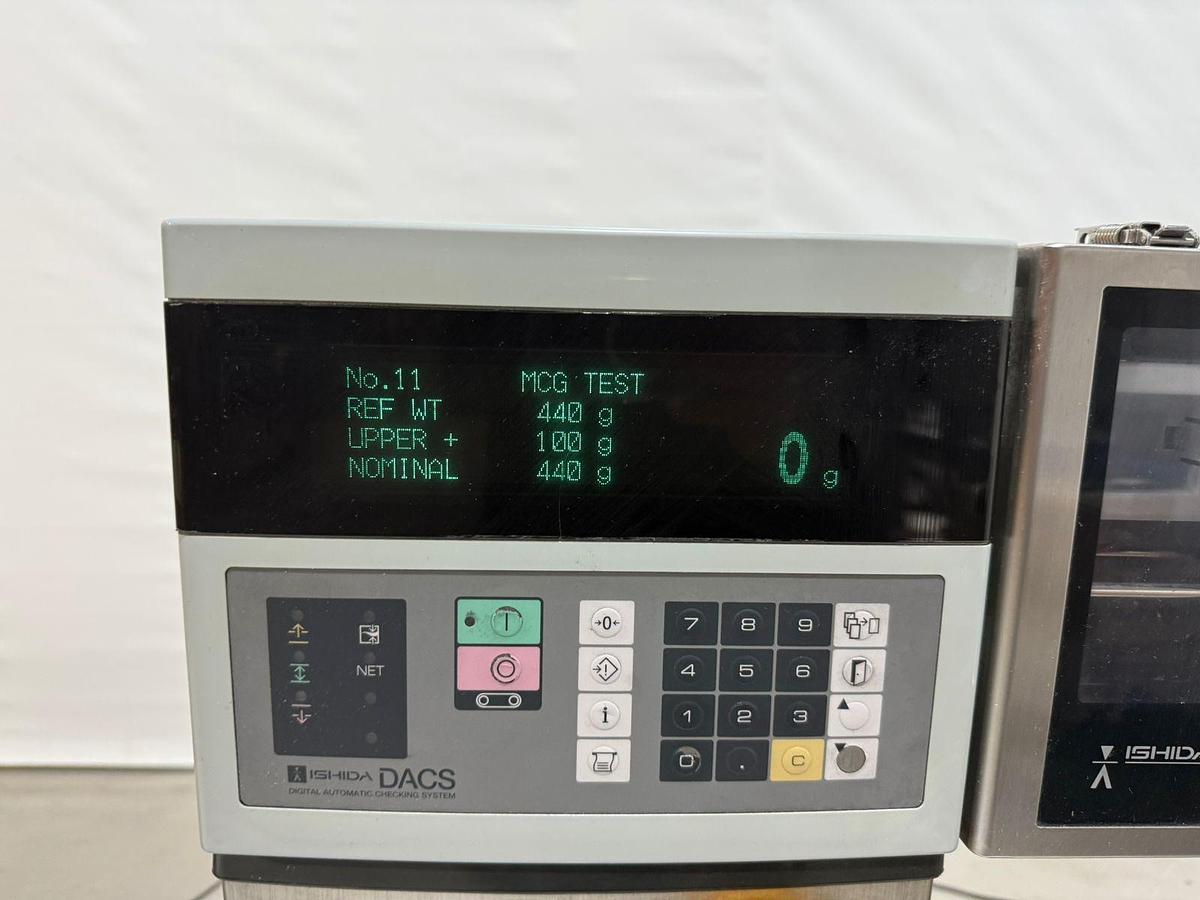 No.11 MCG TEST
REF WT 440 g
UPPER + 100 g
NOMINAL 440 g
0 g
NET
→0←
i
7 8 9
4 5 6
1 2 3
0 . C
ISHIDA DACS
DIGITAL AUTOMATIC CHECKING SYSTEM
ISHIDA